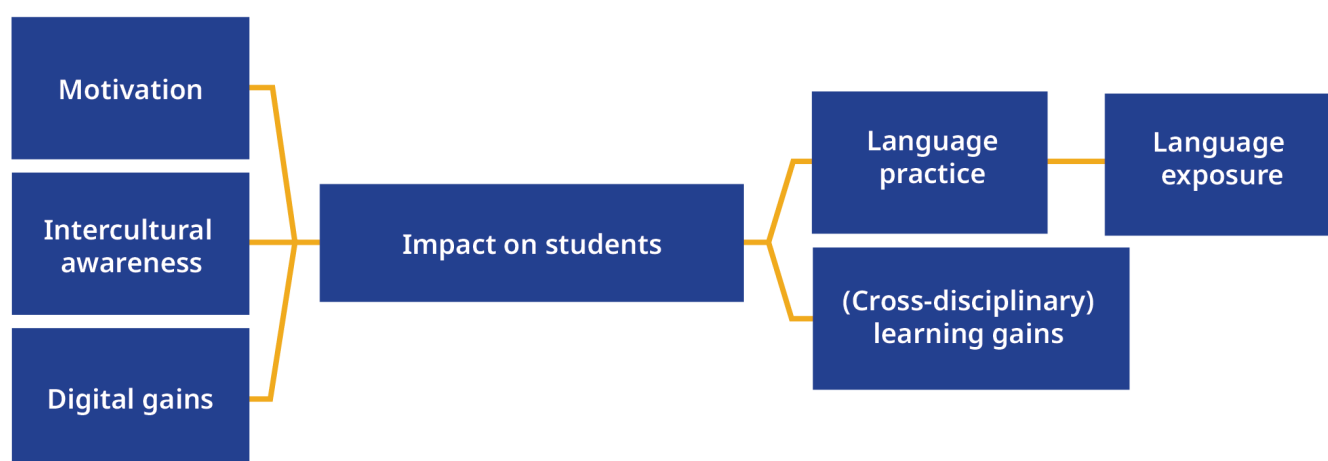 Motivation
Intercultural
awareness
Digital gains
Impact on students
Language
practice
Language
exposure
(Cross-disciplinary)
learning gains